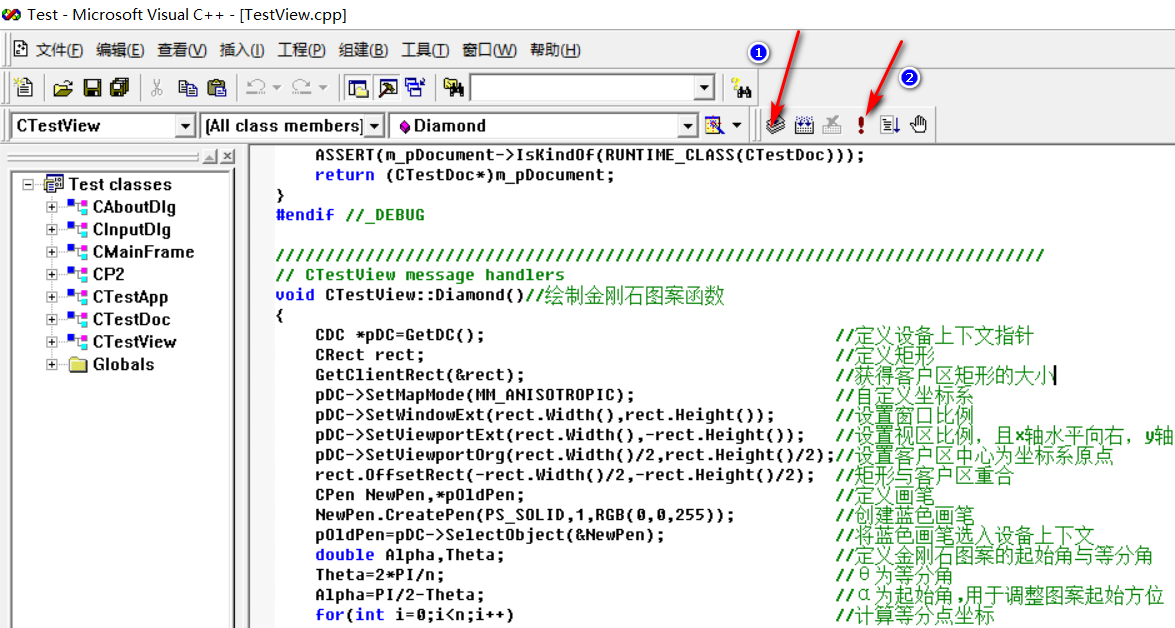 Test - Microsoft Visual C++ - [TestView.cpp]
文件(F) 编辑(E) 查看(V) 插入(I) 工程(P) 组建(B) 工具(T) 窗口(W) 帮助(H)
1
2
CTestView [All class members] Diamond
Test classes
CAboutDlg
CInputDlg
CMainFrame
CP2
CTestApp
CTestDoc
CTestView
Globals
ASSERT(m_pDocument->IsKindOf(RUNTIME_CLASS(CTestDoc)));
return (CTestDoc*)m_pDocument;
}
#endif //_DEBUG
/////////////////////////////////////////////////////////////////////////////
// CTestView message handlers
void CTestView::Diamond()//绘制金刚石图案函数
{
CDC *pDC=GetDC(); //定义设备上下文指针
CRect rect; //定义矩形
GetClientRect(&rect); //获得客户区矩形的大小
pDC->SetMapMode(MM_ANISOTROPIC); //自定义坐标系
pDC->SetWindowExt(rect.Width(),rect.Height()); //设置窗口比例
pDC->SetViewportExt(rect.Width(),-rect.Height()); //设置视区比例，且x轴水平向右，y轴
pDC->SetViewportOrg(rect.Width()/2,rect.Height()/2);//设置客户区中心为坐标系原点
rect.OffsetRect(-rect.Width()/2,-rect.Height()/2); //矩形与客户区重合
CPen NewPen,*pOldPen; //定义画笔
NewPen.CreatePen(PS_SOLID,1,RGB(0,0,255)); //创建蓝色画笔
pOldPen=pDC->SelectObject(&NewPen); //将蓝色画笔选入设备上下文
double Alpha,Theta; //定义金刚石图案的起始角与等分角
Theta=2*PI/n; //θ为等分角
Alpha=PI/2-Theta; //α为起始角,用于调整图案起始方位
for(int i=0;i<n;i++) //计算等分点坐标